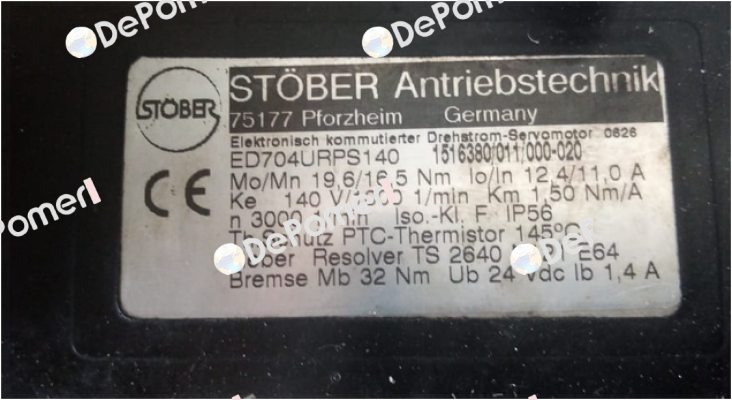 DePomerl
DePomerl
STÖBER
STÖBER Antriebstechnik
75177 Pforzheim Germany
Elektronisch kommutierter Drehstrom-Servomotor 0626
ED704URPS140 1516380/011/000-020
CE
Mo/Mn 19,6/16,5 Nm Io/In 12,4/11,0 A
Ke 140 V/1000 1/min Km 1,50 Nm/A
n 3000 Iso.-Kl. F IP56
PTC-Thermistor 145°C
Resolver TS 2640 E64
Bremse Mb 32 Nm Ub 24 Vdc Ib 1,4 A
Pomerl
DePomerl